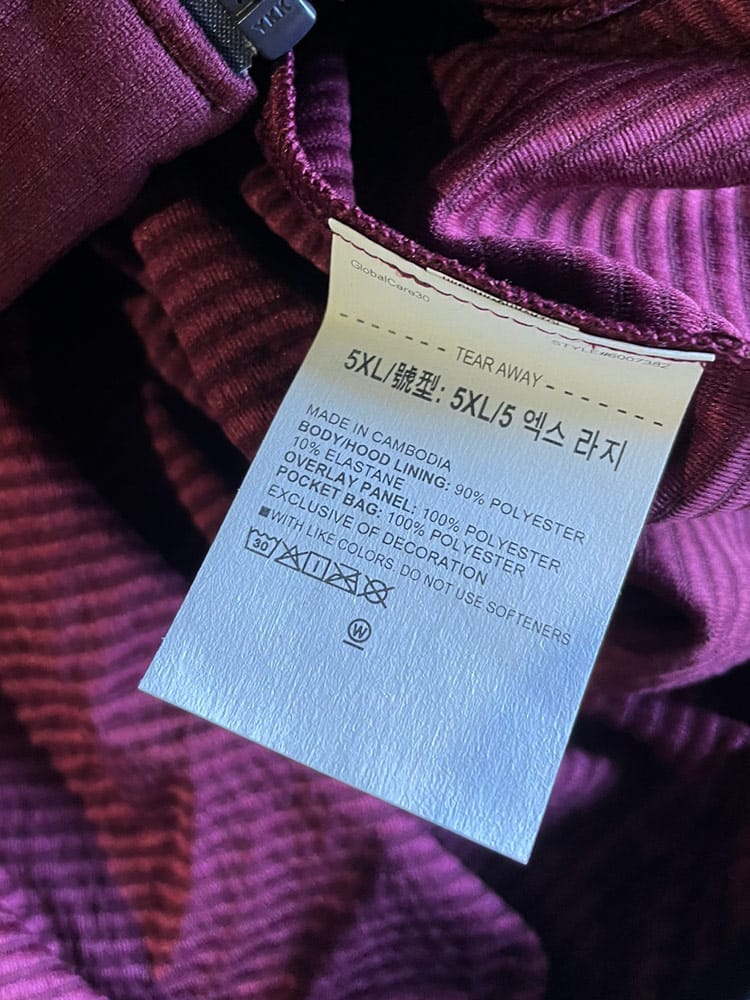 YKK
GlobalCare30
STYLE#6007382
TEAR AWAY
5XL/號型: 5XL/5 엑스 라지
MADE IN CAMBODIA
BODY/HOOD LINING: 90% POLYESTER
10% ELASTANE
OVERLAY PANEL: 100% POLYESTER
POCKET BAG: 100% POLYESTER
EXCLUSIVE OF DECORATION
■WITH LIKE COLORS, DO NOT USE SOFTENERS
30
W